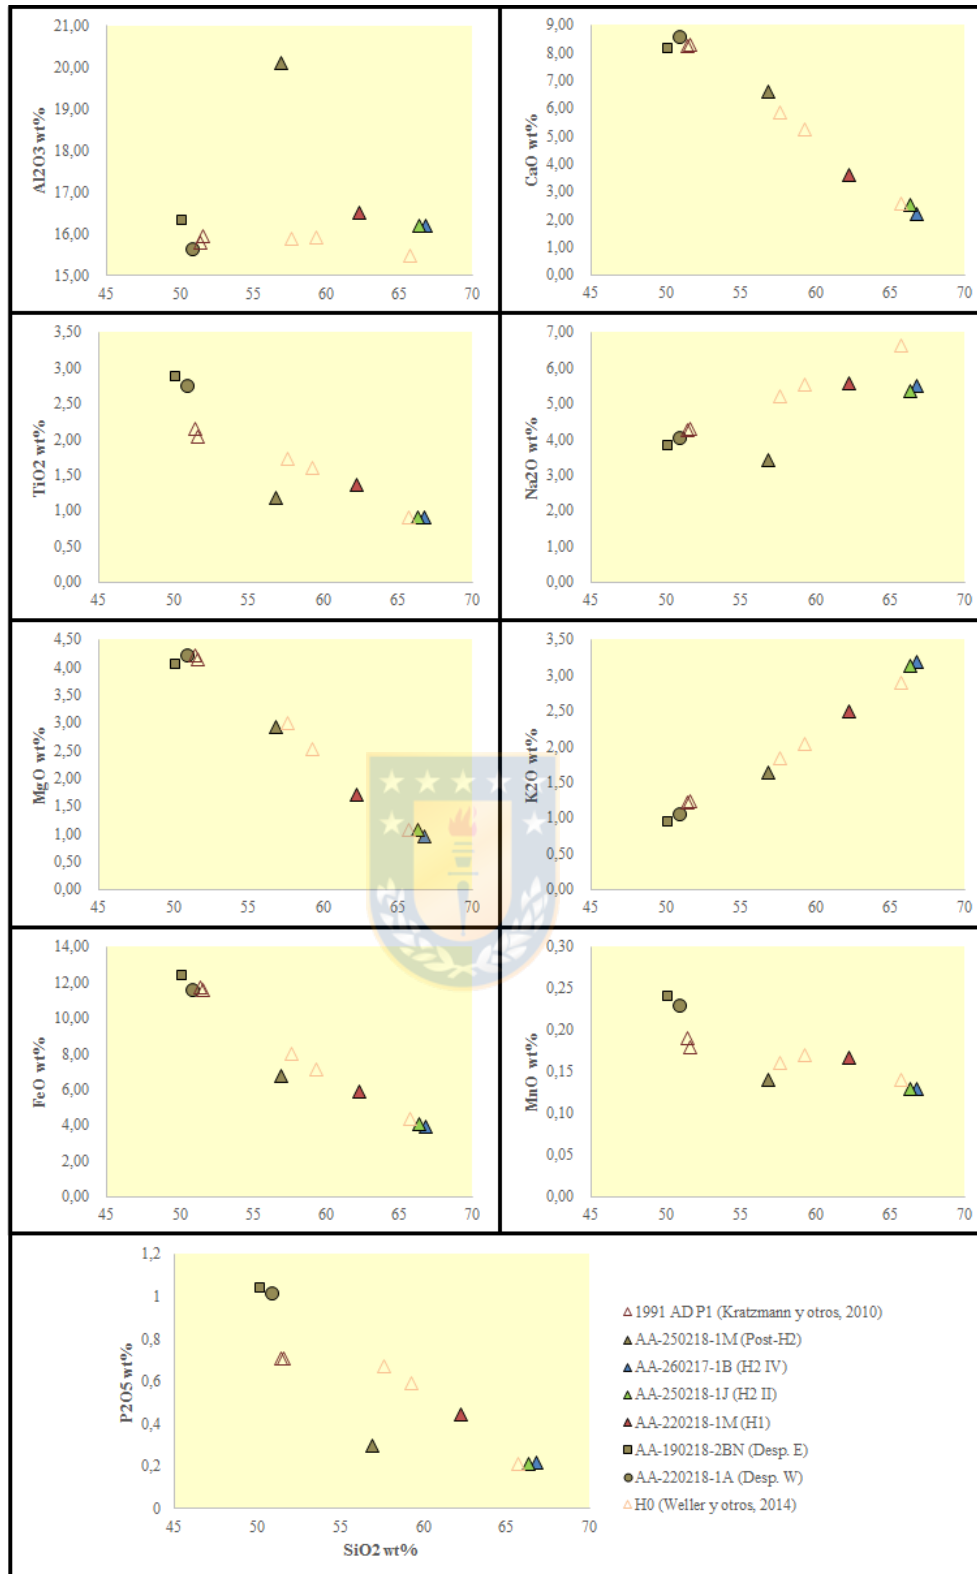 21,00
20,00
19,00
18,00
17,00
16,00
15,00
45 50 55 60 65 70
Al2O3 wt%
9,00
8,00
7,00
6,00
5,00
4,00
3,00
2,00
1,00
0,00
45 50 55 60 65 70
CaO wt%
3,50
3,00
2,50
2,00
1,50
1,00
0,50
0,00
45 50 55 60 65 70
TiO2 wt%
7,00
6,00
5,00
4,00
3,00
2,00
1,00
0,00
45 50 55 60 65 70
Na2O wt%
4,50
4,00
3,50
3,00
2,50
2,00
1,50
1,00
0,50
0,00
45 50 55 60 65 70
MgO wt%
3,50
3,00
2,50
2,00
1,50
1,00
0,50
0,00
45 50 55 60 65 70
K2O wt%
14,00
12,00
10,00
8,00
6,00
4,00
2,00
0,00
45 50 55 60 65 70
FeO wt%
0,30
0,25
0,20
0,15
0,10
0,05
0,00
45 50 55 60 65 70
MnO wt%
1,2
1
0,8
0,6
0,4
0,2
0
45 50 55 60 65 70
P2O5 wt%
SiO2 wt%
1991 AD P1 (Kratzmann y otros, 2010)
AA-250218-1M (Post-H2)
AA-260217-1B (H2 IV)
AA-250218-1J (H2 II)
AA-220218-1M (H1)
AA-190218-2BN (Desp. E)
AA-220218-1A (Desp. W)
H0 (Weller y otros, 2014)